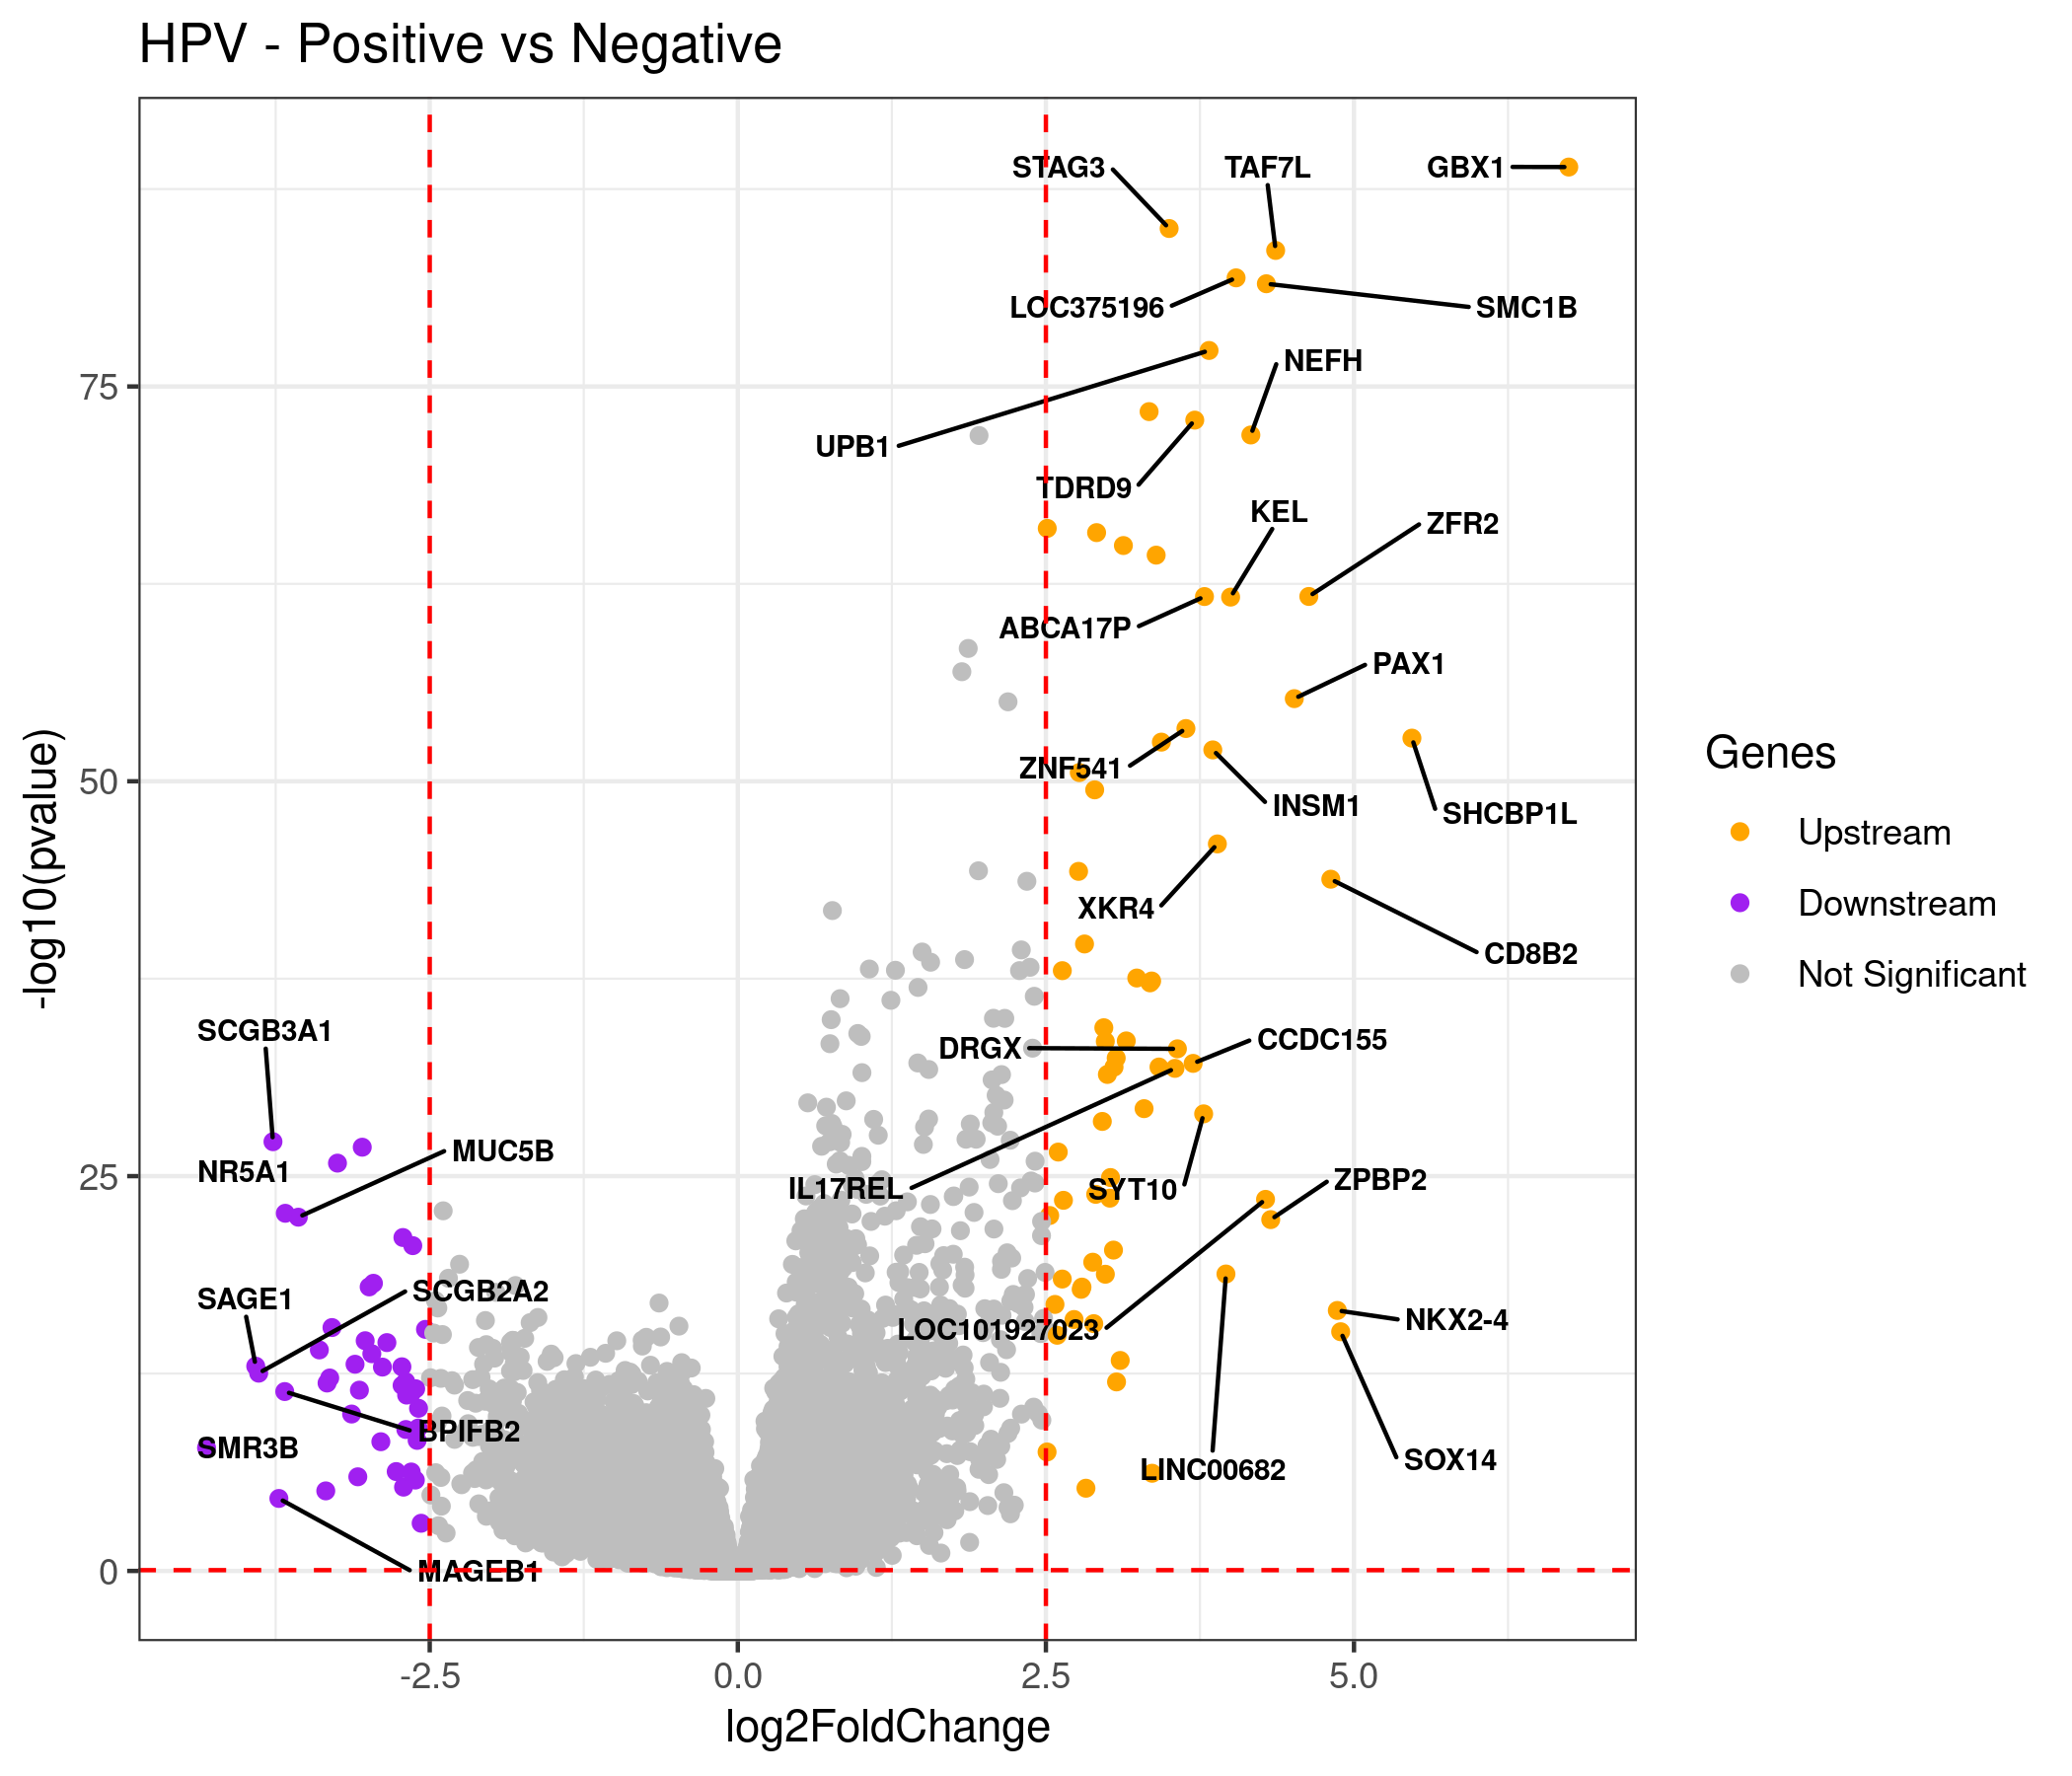 HPV - Positive vs Negative
STAG3
TAF7L
GBX1
LOC375196
SMC1B
75
NEFH
UPB1
TDRD9
KEL
ZFR2
ABCA17P
PAX1
50
ZNF541
INSM1
SHCBP1L
XKR4
CD8B2
SCGB3A1
DRGX
CCDC155
MUC5B
NR5A1
25
IL17REL
SYT10
ZPBP2
SAGE1
SCGB2A2
LOC101927023
NKX2-4
BPIFB2
SMR3B
LINC00682
SOX14
0
MAGEB1
-2.5
0.0
2.5
5.0
log2FoldChange
-log10(pvalue)
Genes
Upstream
Downstream
Not Significant